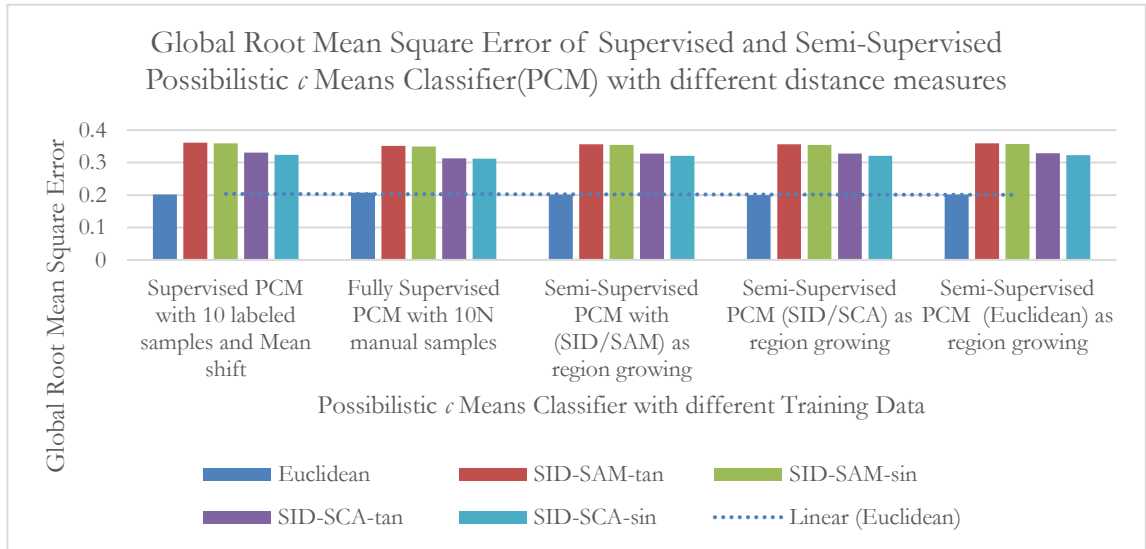 Global Root Mean Square Error of Supervised and Semi-Supervised
Possibilistic c Means Classifier(PCM) with different distance measures
Global Root Mean Square Error
0.4
0.3
0.2
0.1
0
Supervised PCM
with 10 labeled
samples and Mean
shift
Fully Supervised
PCM with 10N
manual samples
Semi-Supervised
PCM with
(SID/SAM) as
region growing
Semi-Supervised
PCM (SID/SCA) as
region growing
Semi-Supervised
PCM (Euclidean) as
region growing
Possibilistic c Means Classifier with different Training Data
Euclidean
SID-SAM-tan
SID-SAM-sin
SID-SCA-tan
SID-SCA-sin
Linear (Euclidean)